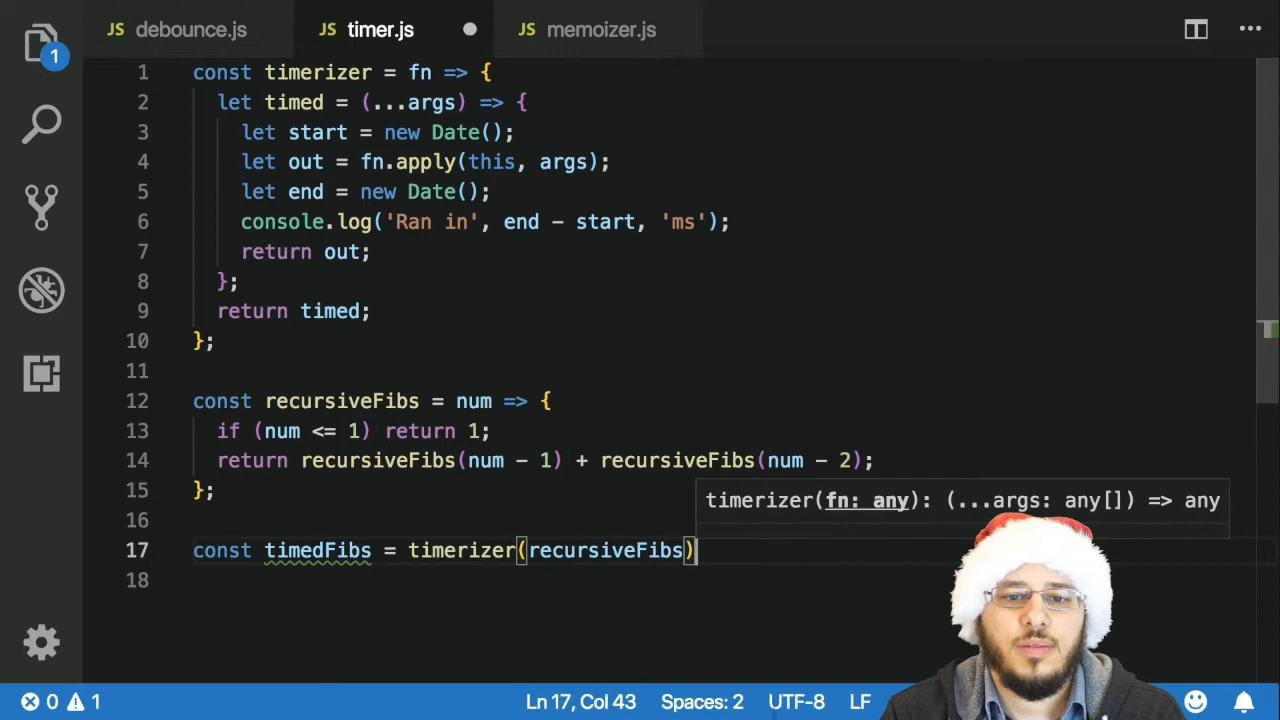 JS debounce.js
JS timer.js
JS memoizer.js
1
1 const timerizer = fn => {
2 let timed = (...args) => {
3 let start = new Date();
4 let out = fn.apply(this, args);
5 let end = new Date();
6 console.log('Ran in', end - start, 'ms');
7 return out;
8 };
9 return timed;
10 };
11
12 const recursiveFibs = num => {
13 if (num <= 1) return 1;
14 return recursiveFibs(num - 1) + recursiveFibs(num - 2);
15 };
timerizer(fn: any): (...args: any[]) => any
16
17 const timedFibs = timerizer(recursiveFibs)
18
0 1 Ln 17, Col 43 Spaces: 2 UTF-8 LF